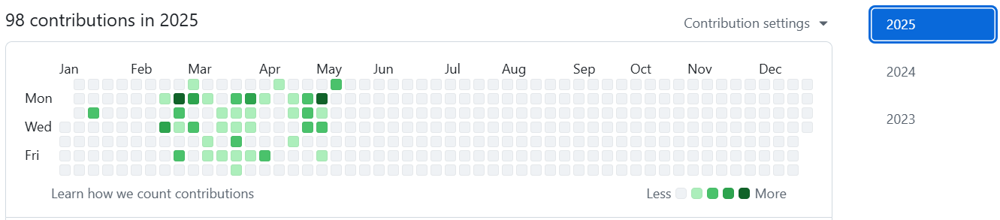 98 contributions in 2025
Contribution settings
Jan Feb Mar Apr May Jun Jul Aug Sep Oct Nov Dec
Mon
Wed
Fri
Learn how we count contributions
Less More
2025
2024
2023